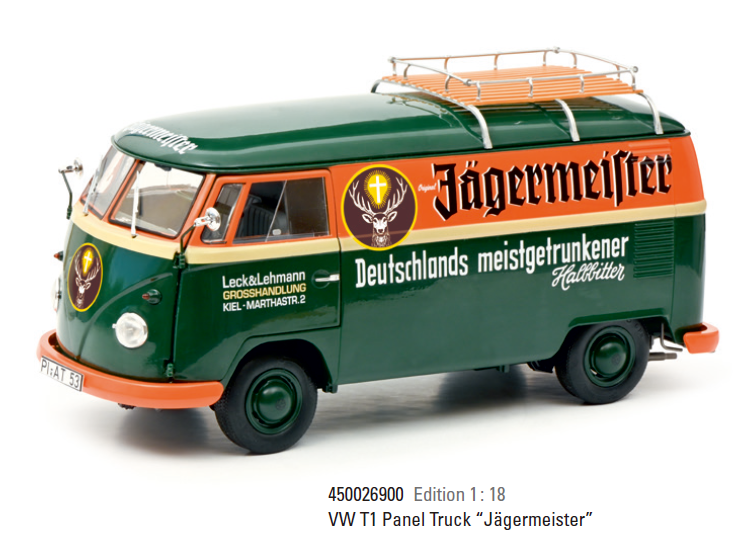 Jägermeiſter
Original Jägermeiſter
Deutschlands meistgetrunkener
Halbbitter
Leck&Lehmann
GROSSHANDLUNG
KIEL-MARTHASTR.2
PI·AT 53
450026900 Edition 1:18
VW T1 Panel Truck “Jägermeister”